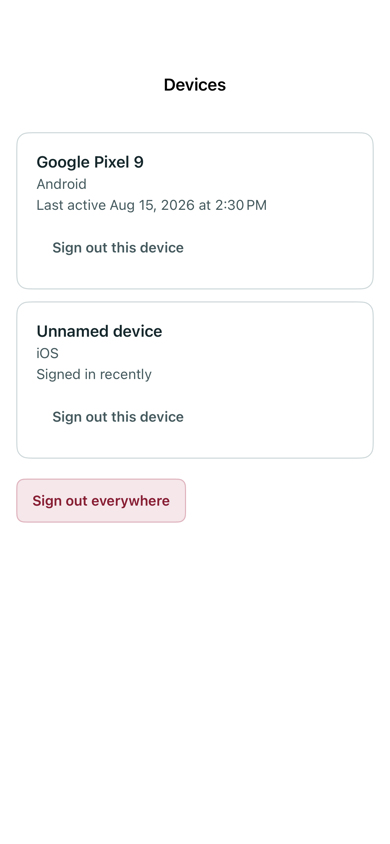 Devices
Google Pixel 9
Android
Last active Aug 15, 2026 at 2:30 PM
Sign out this device
Unnamed device
iOS
Signed in recently
Sign out this device
Sign out everywhere